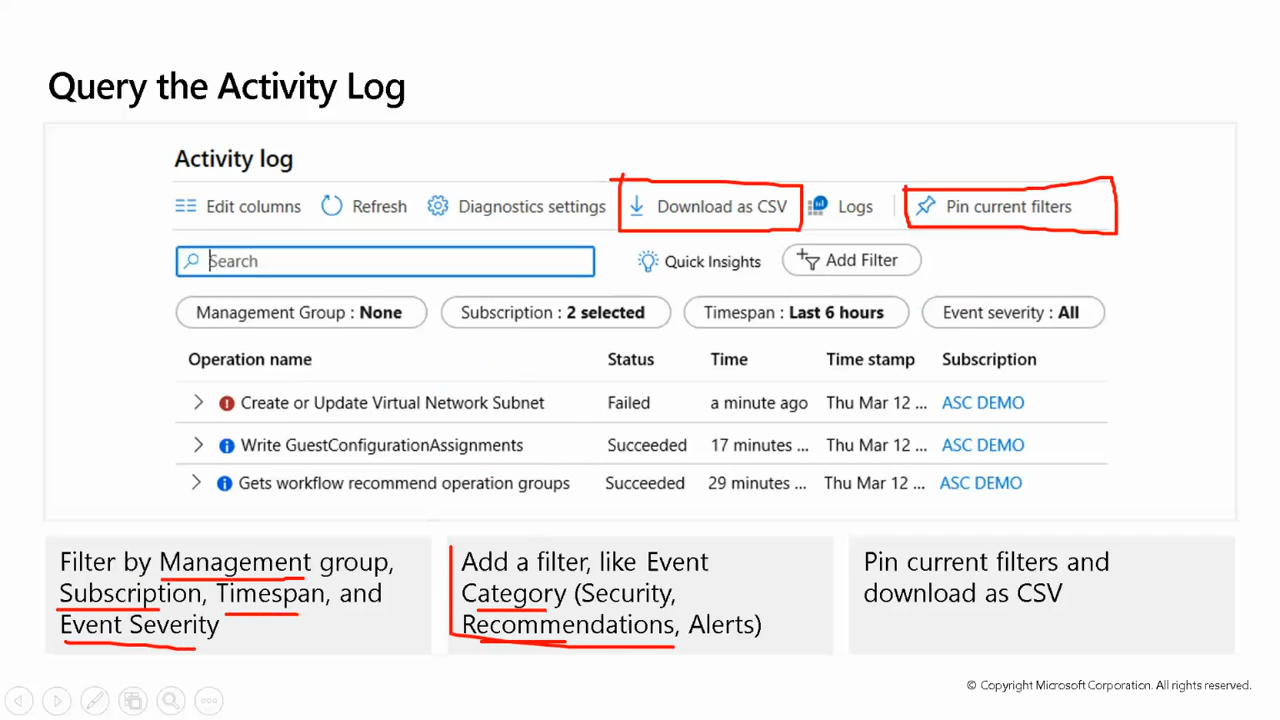 Query the Activity Log
Activity log
Edit columns Refresh Diagnostics settings Download as CSV Logs Pin current filters
Search Quick Insights Add Filter
Management Group : None Subscription : 2 selected Timespan : Last 6 hours Event severity : All
Operation name Status Time Time stamp Subscription
Create or Update Virtual Network Subnet Failed a minute ago Thu Mar 12 ... ASC DEMO
Write GuestConfigurationAssignments Succeeded 17 minutes ... Thu Mar 12 ... ASC DEMO
Gets workflow recommend operation groups Succeeded 29 minutes ... Thu Mar 12 ... ASC DEMO
Filter by Management group,
Subscription, Timespan, and
Event Severity
Add a filter, like Event
Category (Security,
Recommendations, Alerts)
Pin current filters and
download as CSV
© Copyright Microsoft Corporation. All rights reserved.